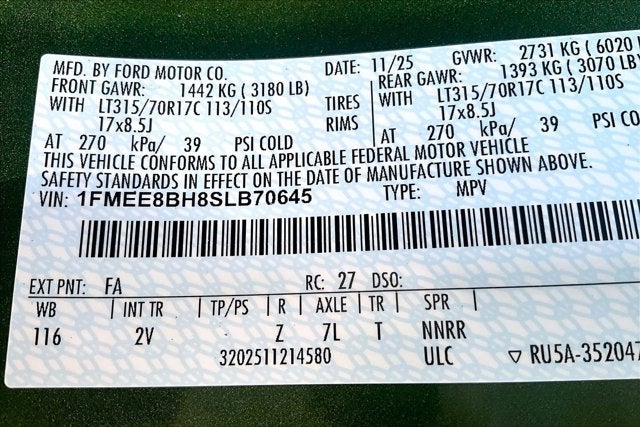 MFD. BY FORD MOTOR CO. DATE: 11/25 GVWR: 2731 KG ( 6020
FRONT GAWR: 1442 KG ( 3180 LB) REAR GAWR: 1393 KG ( 3070 LB)
WITH LT315/70R17C 113/110S TIRES WITH LT315/70R17C 113/110S
17x8.5J RIMS 17x8.5J
AT 270 kPa/ 39 PSI COLD AT 270 kPa/ 39 PSI CO
THIS VEHICLE CONFORMS TO ALL APPLICABLE FEDERAL MOTOR VEHICLE
SAFETY STANDARDS IN EFFECT ON THE DATE OF MANUFACTURE SHOWN ABOVE.
VIN: 1FMEE8BH8SLB70645 TYPE: MPV
EXT PNT: FA RC: 27 DSO:
WB | INT TR | TP/PS | R | AXLE | TR | SPR |
116 2V Z 7L T NNRR
3202511214580 ULC ▽ RU5A-352047